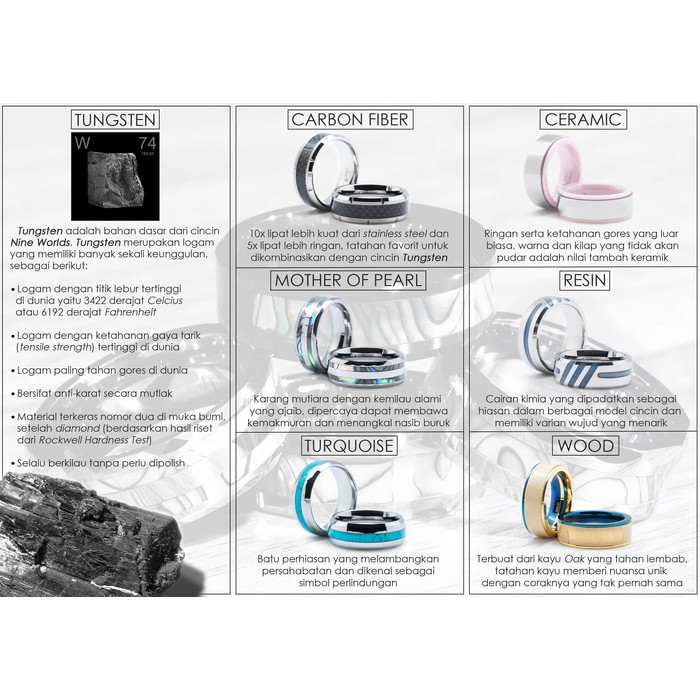 TUNGSTEN
W 74
Tungsten adalah bahan dasar dari cincin
Nine Worlds. Tungsten merupakan logam
yang memiliki banyak sekali keunggulan,
sebagai berikut:
• Logam dengan titik lebur tertinggi
di dunia yaitu 3422 derajat Celcius
atau 6192 derajat Fahrenheit
• Logam dengan ketahanan gaya tarik
(tensile strength) tertinggi di dunia
• Logam paling tahan gores di dunia
• Bersifat anti-karat secara mutlak
• Material terkeras nomor dua di muka bumi,
setelah diamond (berdasarkan hasil riset
dari Rockwell Hardness Test)
• Selalu berkilau tanpa perlu dipolish
CARBON FIBER
10x lipat lebih kuat dari stainless steel dan
5x lipat lebih ringan, tatahan favorit untuk
dikombinasikan dengan cincin Tungsten
CERAMIC
Ringan serta ketahanan gores yang luar
biasa, warna dan kilap yang tidak akan
pudar adalah nilai tambah keramik
MOTHER OF PEARL
Karang mutiara dengan kemilau alami
yang ajaib, dipercaya dapat membawa
kemakmuran dan menangkal nasib buruk
RESIN
Cairan kimia yang dipadatkan sebagai
hiasan dalam berbagai model cincin dan
memiliki varian wujud yang menarik
TURQUOISE
Batu perhiasan yang melambangkan
persahabatan dan dikenal sebagai
simbol perlindungan
WOOD
Terbuat dari kayu Oak yang tahan lembab,
tatahan kayu memberi nuansa unik
dengan coraknya yang tak pernah sama